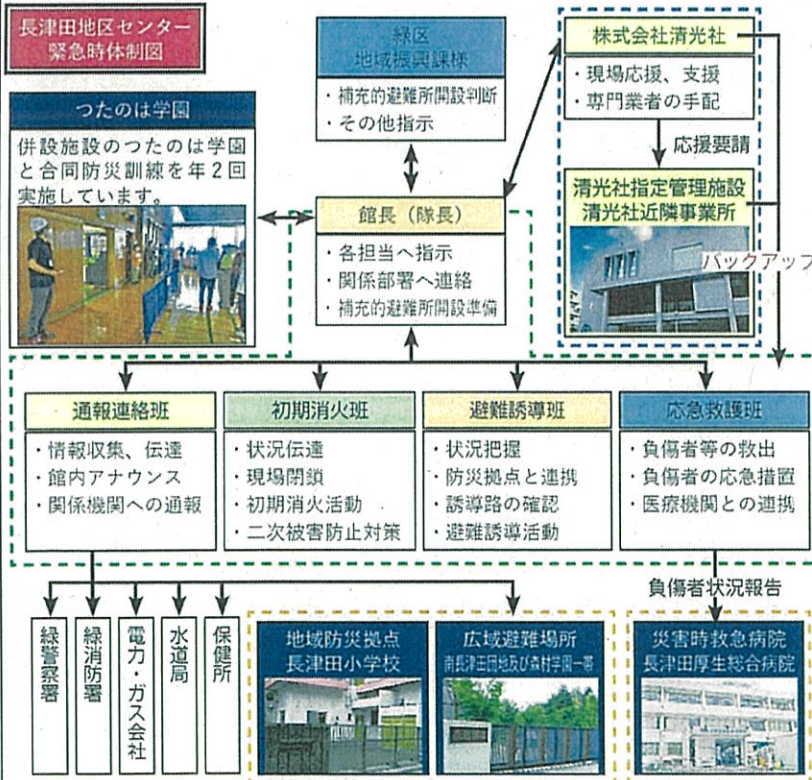 長津田地区センター
緊急時体制図
緑区
地域振興課様
・補充的避難所開設判断
・その他指示
株式会社清光社
・現場応援、支援
・専門業者の手配
応援要請
清光社指定管理施設
清光社近隣事業所
バックアップ
つたのは学園
併設施設のつたのは学園
と合同防災訓練を年2回
実施しています。
館長（隊長）
・各担当へ指示
・関係部署へ連絡
・補充的避難所開設準備
通報連絡班
・情報収集、伝達
・館内アナウンス
・関係機関への通報
初期消火班
・状況伝達
・現場閉鎖
・初期消火活動
・二次被害防止対策
避難誘導班
・状況把握
・防災拠点と連携
・誘導路の確認
・避難誘導活動
応急救護班
・負傷者等の救出
・負傷者の応急措置
・医療機関との連携
負傷者状況報告
緑警察署
緑消防署
電力・ガス会社
水道局
保健所
地域防災拠点
長津田小学校
広域避難場所
南長津田団地及び森村学園一帯
災害時救急病院
長津田厚生総合病院